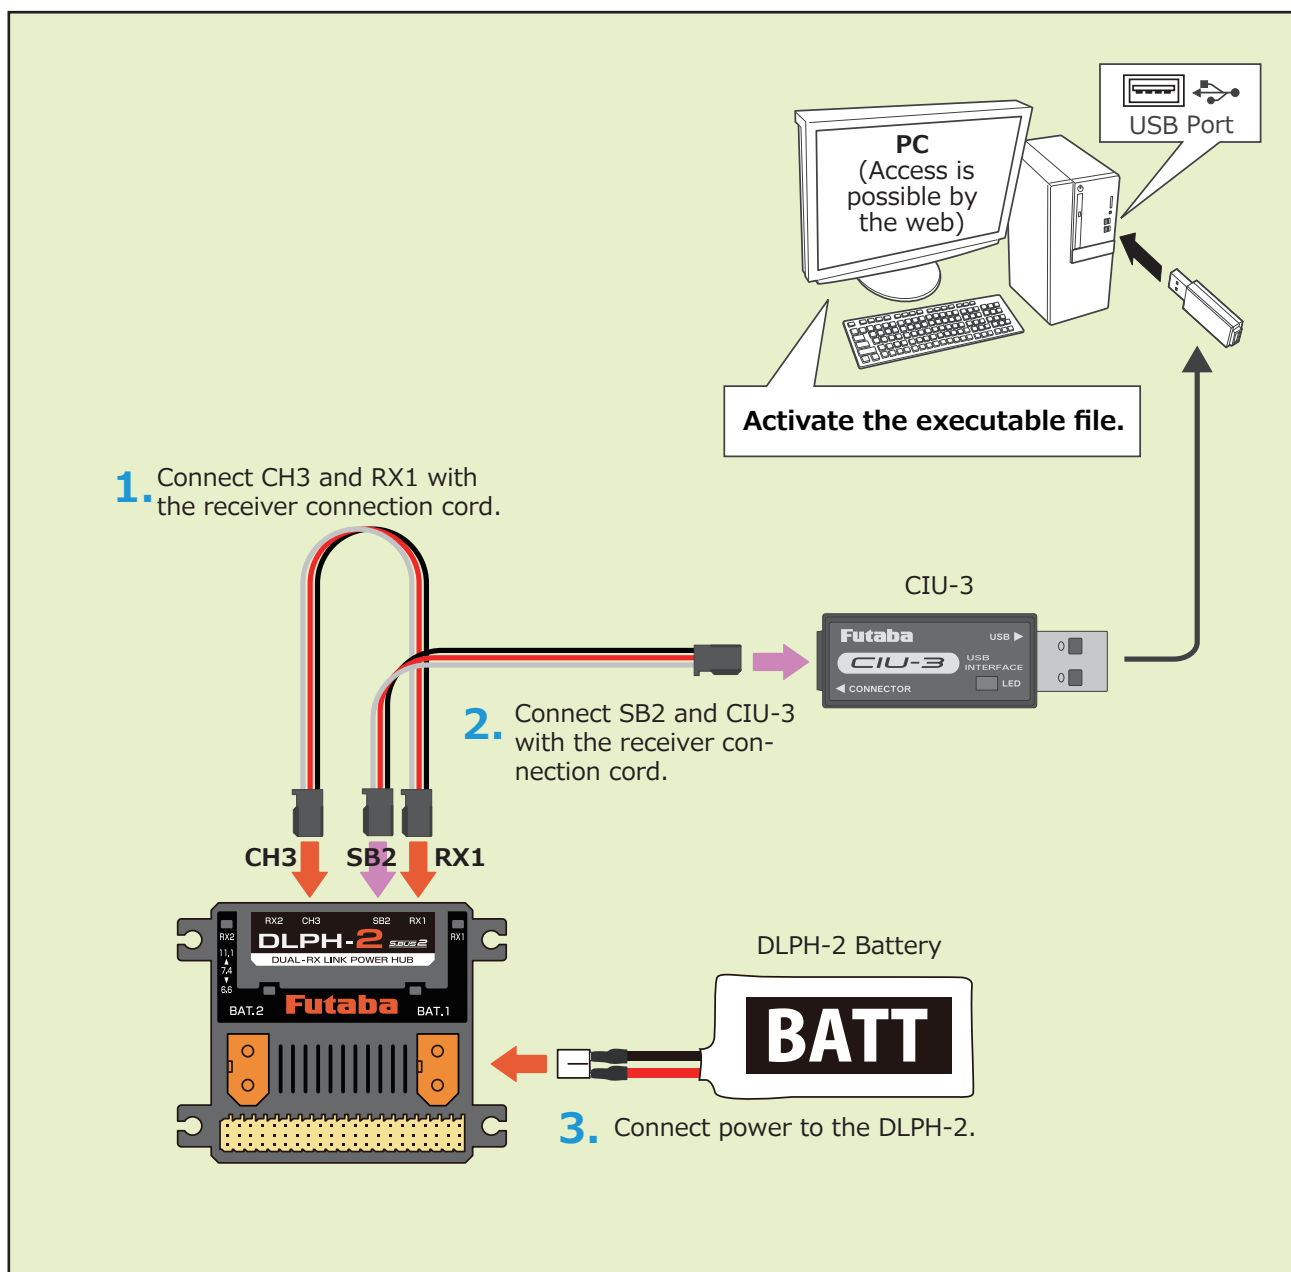 USB Port
PC
(Access is
possible by
the web)
Activate the executable file.
1. Connect CH3 and RX1 with
the receiver connection cord.
CIU-3
Futaba
USB ▶
CIU-3
USB
INTERFACE
LED
◀ CONNECTOR
2. Connect SB2 and CIU-3
with the receiver con-
nection cord.
CH3 SB2 RX1
RX2 CH3 SB2 RX1
DLPH-2 S.BUS2
DUAL-RX LINK POWER HUB
RX2
RX1
11.1
▲
7.4
▼
6.6
BAT.2 Futaba BAT.1
DLPH-2 Battery
BATT
3. Connect power to the DLPH-2.